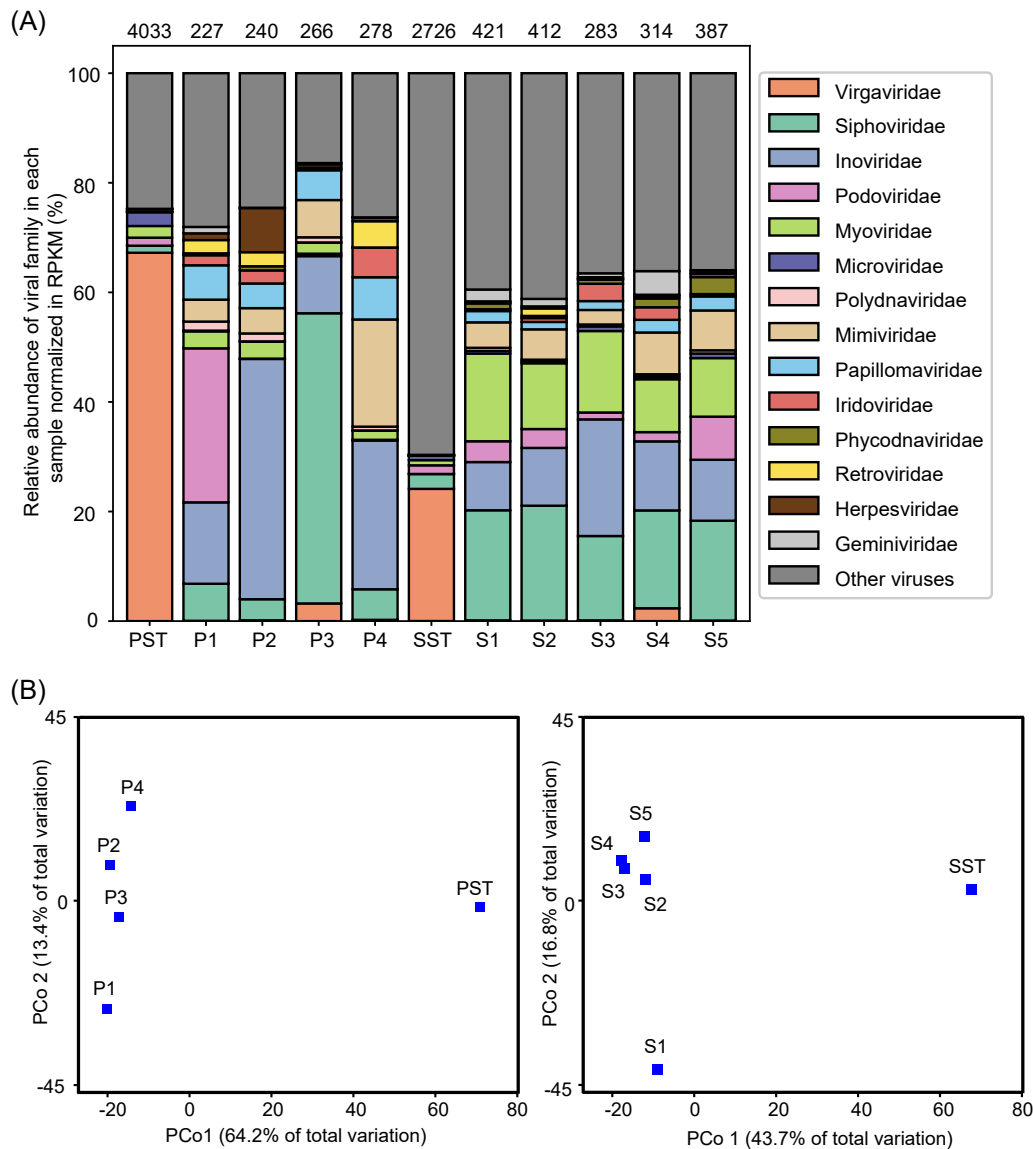 (A)
4033 227 240 266 278 2726 421 412 283 314 387
Relative abundance of viral family in each
sample normalized in RPKM (%)
100
80
60
40
20
0
PST P1 P2 P3 P4 SST S1 S2 S3 S4 S5
Virgaviridae
Siphoviridae
Inoviridae
Podoviridae
Myoviridae
Microviridae
Polydnaviridae
Mimiviridae
Papillomaviridae
Iridoviridae
Phycodnaviridae
Retroviridae
Herpesviridae
Geminiviridae
Other viruses
(B)
PCo 2 (13.4% of total variation)
45
0
-45
P4
P2
P3
PST
P1
-20 0 20 40 60 80
PCo1 (64.2% of total variation)
PCo 2 (16.8% of total variation)
45
0
-45
S5
S4
S3
S2
SST
S1
-20 0 20 40 60 80
PCo 1 (43.7% of total variation)